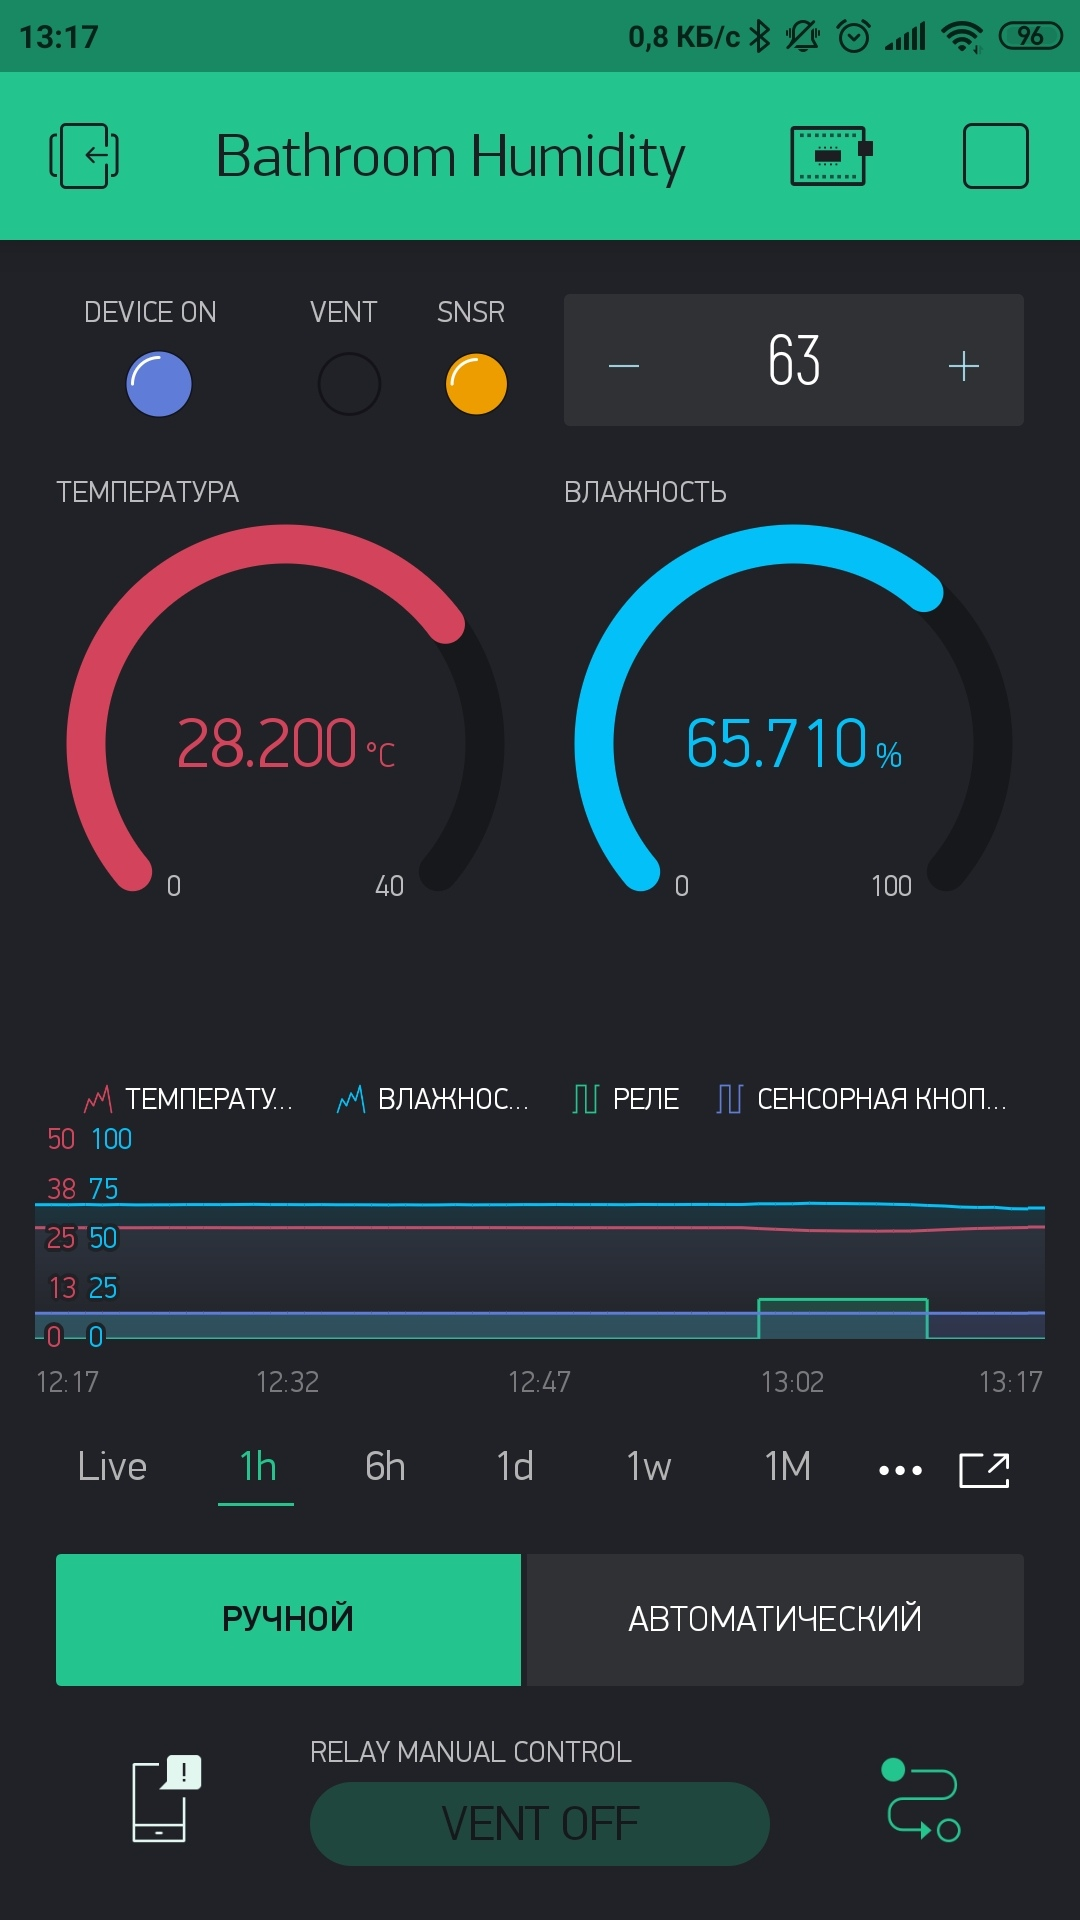 13:17 0,8 КБ/с 96
Bathroom Humidity
DEVICE ON VENT SNSR
— 63 +
ТЕМПЕРАТУРА ВЛАЖНОСТЬ
28.200 °C 65.710 %
0 40 0 100
ТЕМПЕРАТУ... ВЛАЖНОС... РЕЛЕ СЕНСОРНАЯ КНОП...
50 100
38 75
25 50
13 25
0 0
12:17 12:32 12:47 13:02 13:17
Live 1h 6h 1d 1w 1M ...
РУЧНОЙ АВТОМАТИЧЕСКИЙ
RELAY MANUAL CONTROL
!
VENT OFF